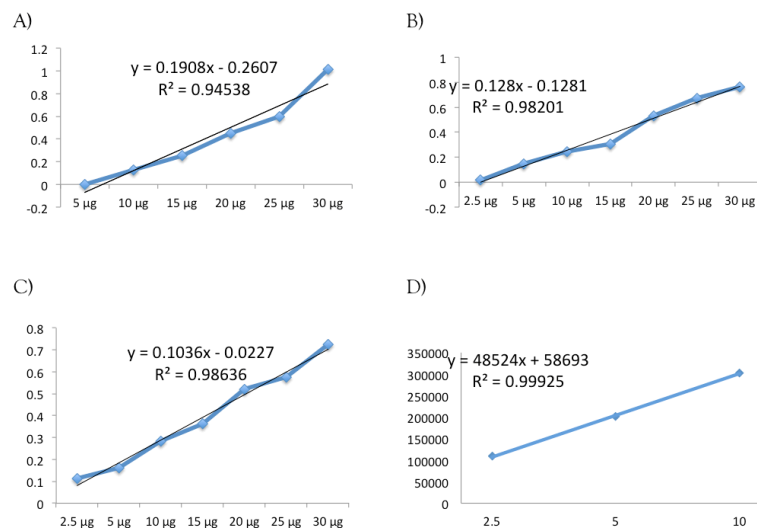 A)
y = 0.1908x - 0.2607
R² = 0.94538
1.2
1
0.8
0.6
0.4
0.2
0
-0.2
5 µg 10 µg 15 µg 20 µg 25 µg 30 µg
B)
y = 0.128x - 0.1281
R² = 0.98201
1
0.8
0.6
0.4
0.2
0
-0.2
2.5 µg 5 µg 10 µg 15 µg 20 µg 25 µg 30 µg
C)
y = 0.1036x - 0.0227
R² = 0.98636
0.8
0.7
0.6
0.5
0.4
0.3
0.2
0.1
0
2.5 µg 5 µg 10 µg 15 µg 20 µg 25 µg 30 µg
D)
y = 48524x + 58693
R² = 0.99925
350000
300000
250000
200000
150000
100000
50000
0
2.5 5 10